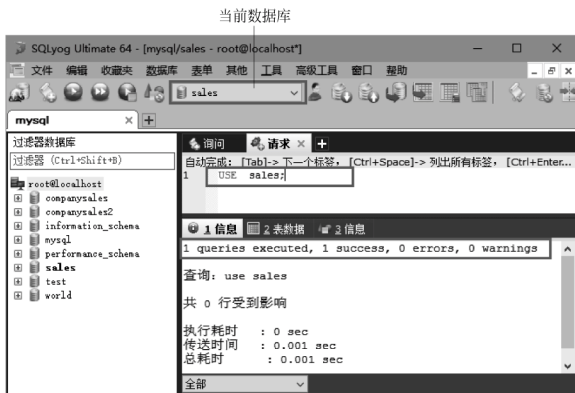 当前数据库
SQLyog Ultimate 64 - [mysql/sales - root@localhost*]
文件 编辑 收藏夹 数据库 表单 其他 工具 高级工具 窗口 帮助
sales
mysql
过滤器数据库
过滤器 (Ctrl+Shift+B)
root@localhost
companysales
companysales2
information_schema
mysql
performance_schema
sales
test
world
询问 请求
自动完成: [Tab]-> 下一个标签, [Ctrl+Space]-> 列出所有标签, [Ctrl+Enter...
1 USE sales;
1 信息 2 表数据 3 信息
1 queries executed, 1 success, 0 errors, 0 warnings
查询: use sales
共 0 行受到影响
执行耗时 : 0 sec
传送时间 : 0.001 sec
总耗时 : 0.001 sec
全部